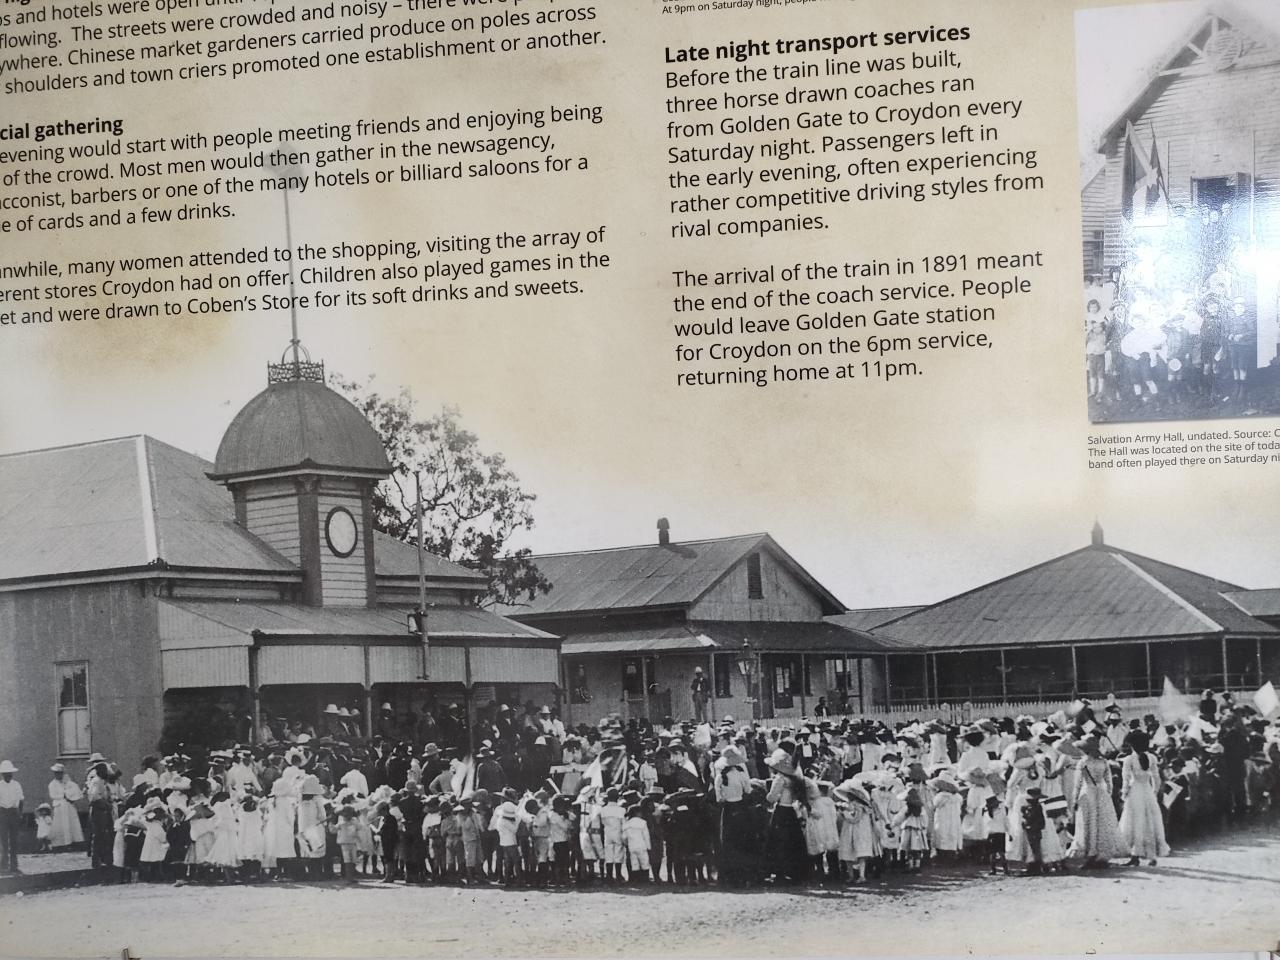 s and hotels were open until
flowing. The streets were crowded and noisy – there were
ywhere. Chinese market gardeners carried produce on poles across
shoulders and town criers promoted one establishment or another.
cial gathering
evening would start with people meeting friends and enjoying being
of the crowd. Most men would then gather in the newsagency,
acconist, barbers or one of the many hotels or billiard saloons for a
e of cards and a few drinks.
anwhile, many women attended to the shopping, visiting the array of
erent stores Croydon had on offer. Children also played games in the
et and were drawn to Coben's Store for its soft drinks and sweets.
At 9pm on Saturday night,
Late night transport services
Before the train line was built,
three horse drawn coaches ran
from Golden Gate to Croydon every
Saturday night. Passengers left in
the early evening, often experiencing
rather competitive driving styles from
rival companies.
The arrival of the train in 1891 meant
the end of the coach service. People
would leave Golden Gate station
for Croydon on the 6pm service,
returning home at 11pm.
Salvation Army Hall, undated. Source: C
The Hall was located on the site of toda
band often played there on Saturday ni